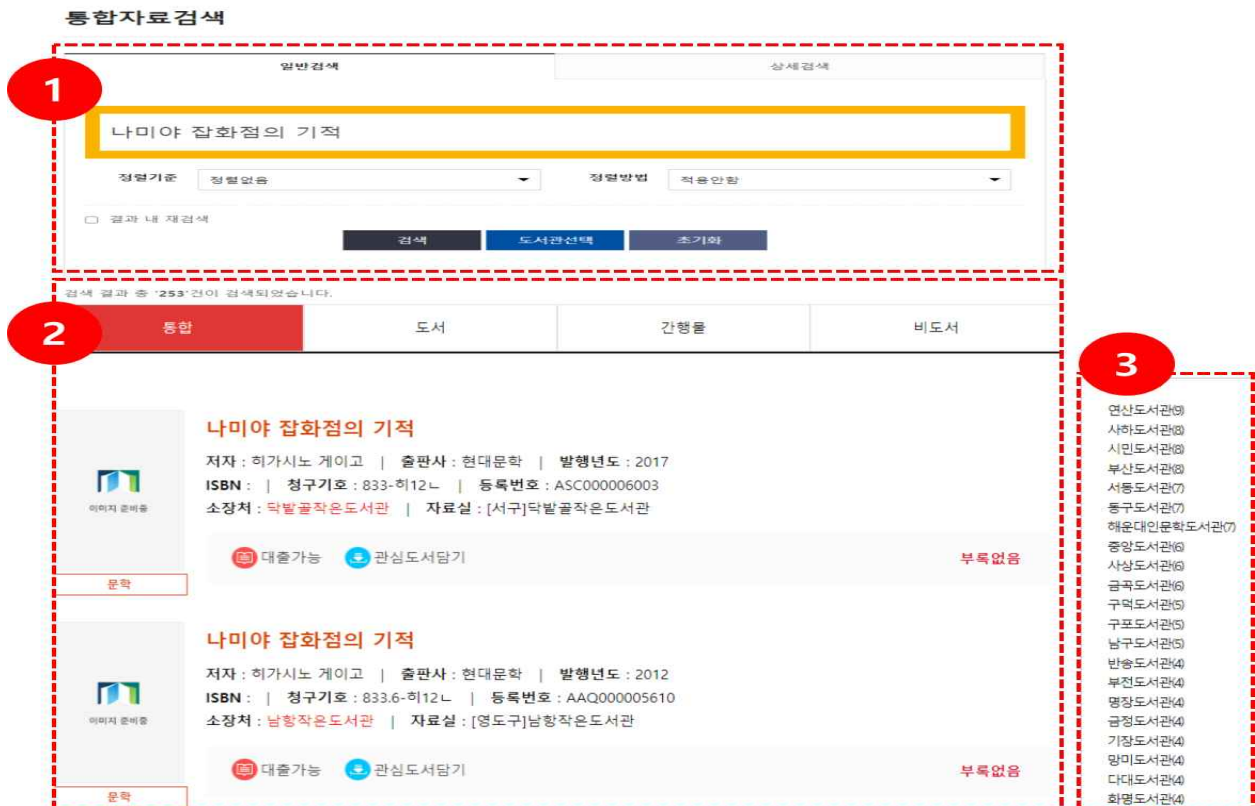 통합자료검색
1
일반검색 상세검색
나미야 잡화점의 기적
정렬기준 정렬없음 정렬방법 적용안함
결과 내 재검색
검색 도서관선택 초기화
검색 결과 총 '253'건이 검색되었습니다.
2
통합 도서 간행물 비도서
나미야 잡화점의 기적
저자 : 히가시노 게이고 | 출판사 : 현대문학 | 발행년도 : 2017
ISBN : | 청구기호 : 833-히12ㄴ | 등록번호 : ASC000006003
소장처 : 닥밭골작은도서관 | 자료실 : [서구]닥밭골작은도서관
이미지 준비중
대출가능 관심도서담기 부록없음
문학
나미야 잡화점의 기적
저자 : 히가시노 게이고 | 출판사 : 현대문학 | 발행년도 : 2012
ISBN : | 청구기호 : 833.6-히12ㄴ | 등록번호 : AAQ000005610
소장처 : 남항작은도서관 | 자료실 : [영도구]남항작은도서관
이미지 준비중
대출가능 관심도서담기 부록없음
문학
3
연산도서관(9)
사하도서관(8)
시민도서관(8)
부산도서관(8)
서동도서관(7)
동구도서관(7)
해운대인문학도서관(7)
중앙도서관(6)
사상도서관(6)
금곡도서관(6)
구덕도서관(5)
구포도서관(5)
남구도서관(5)
반송도서관(4)
부전도서관(4)
명장도서관(4)
금정도서관(4)
기장도서관(4)
망미도서관(4)
다대도서관(4)
화명도서관(4)